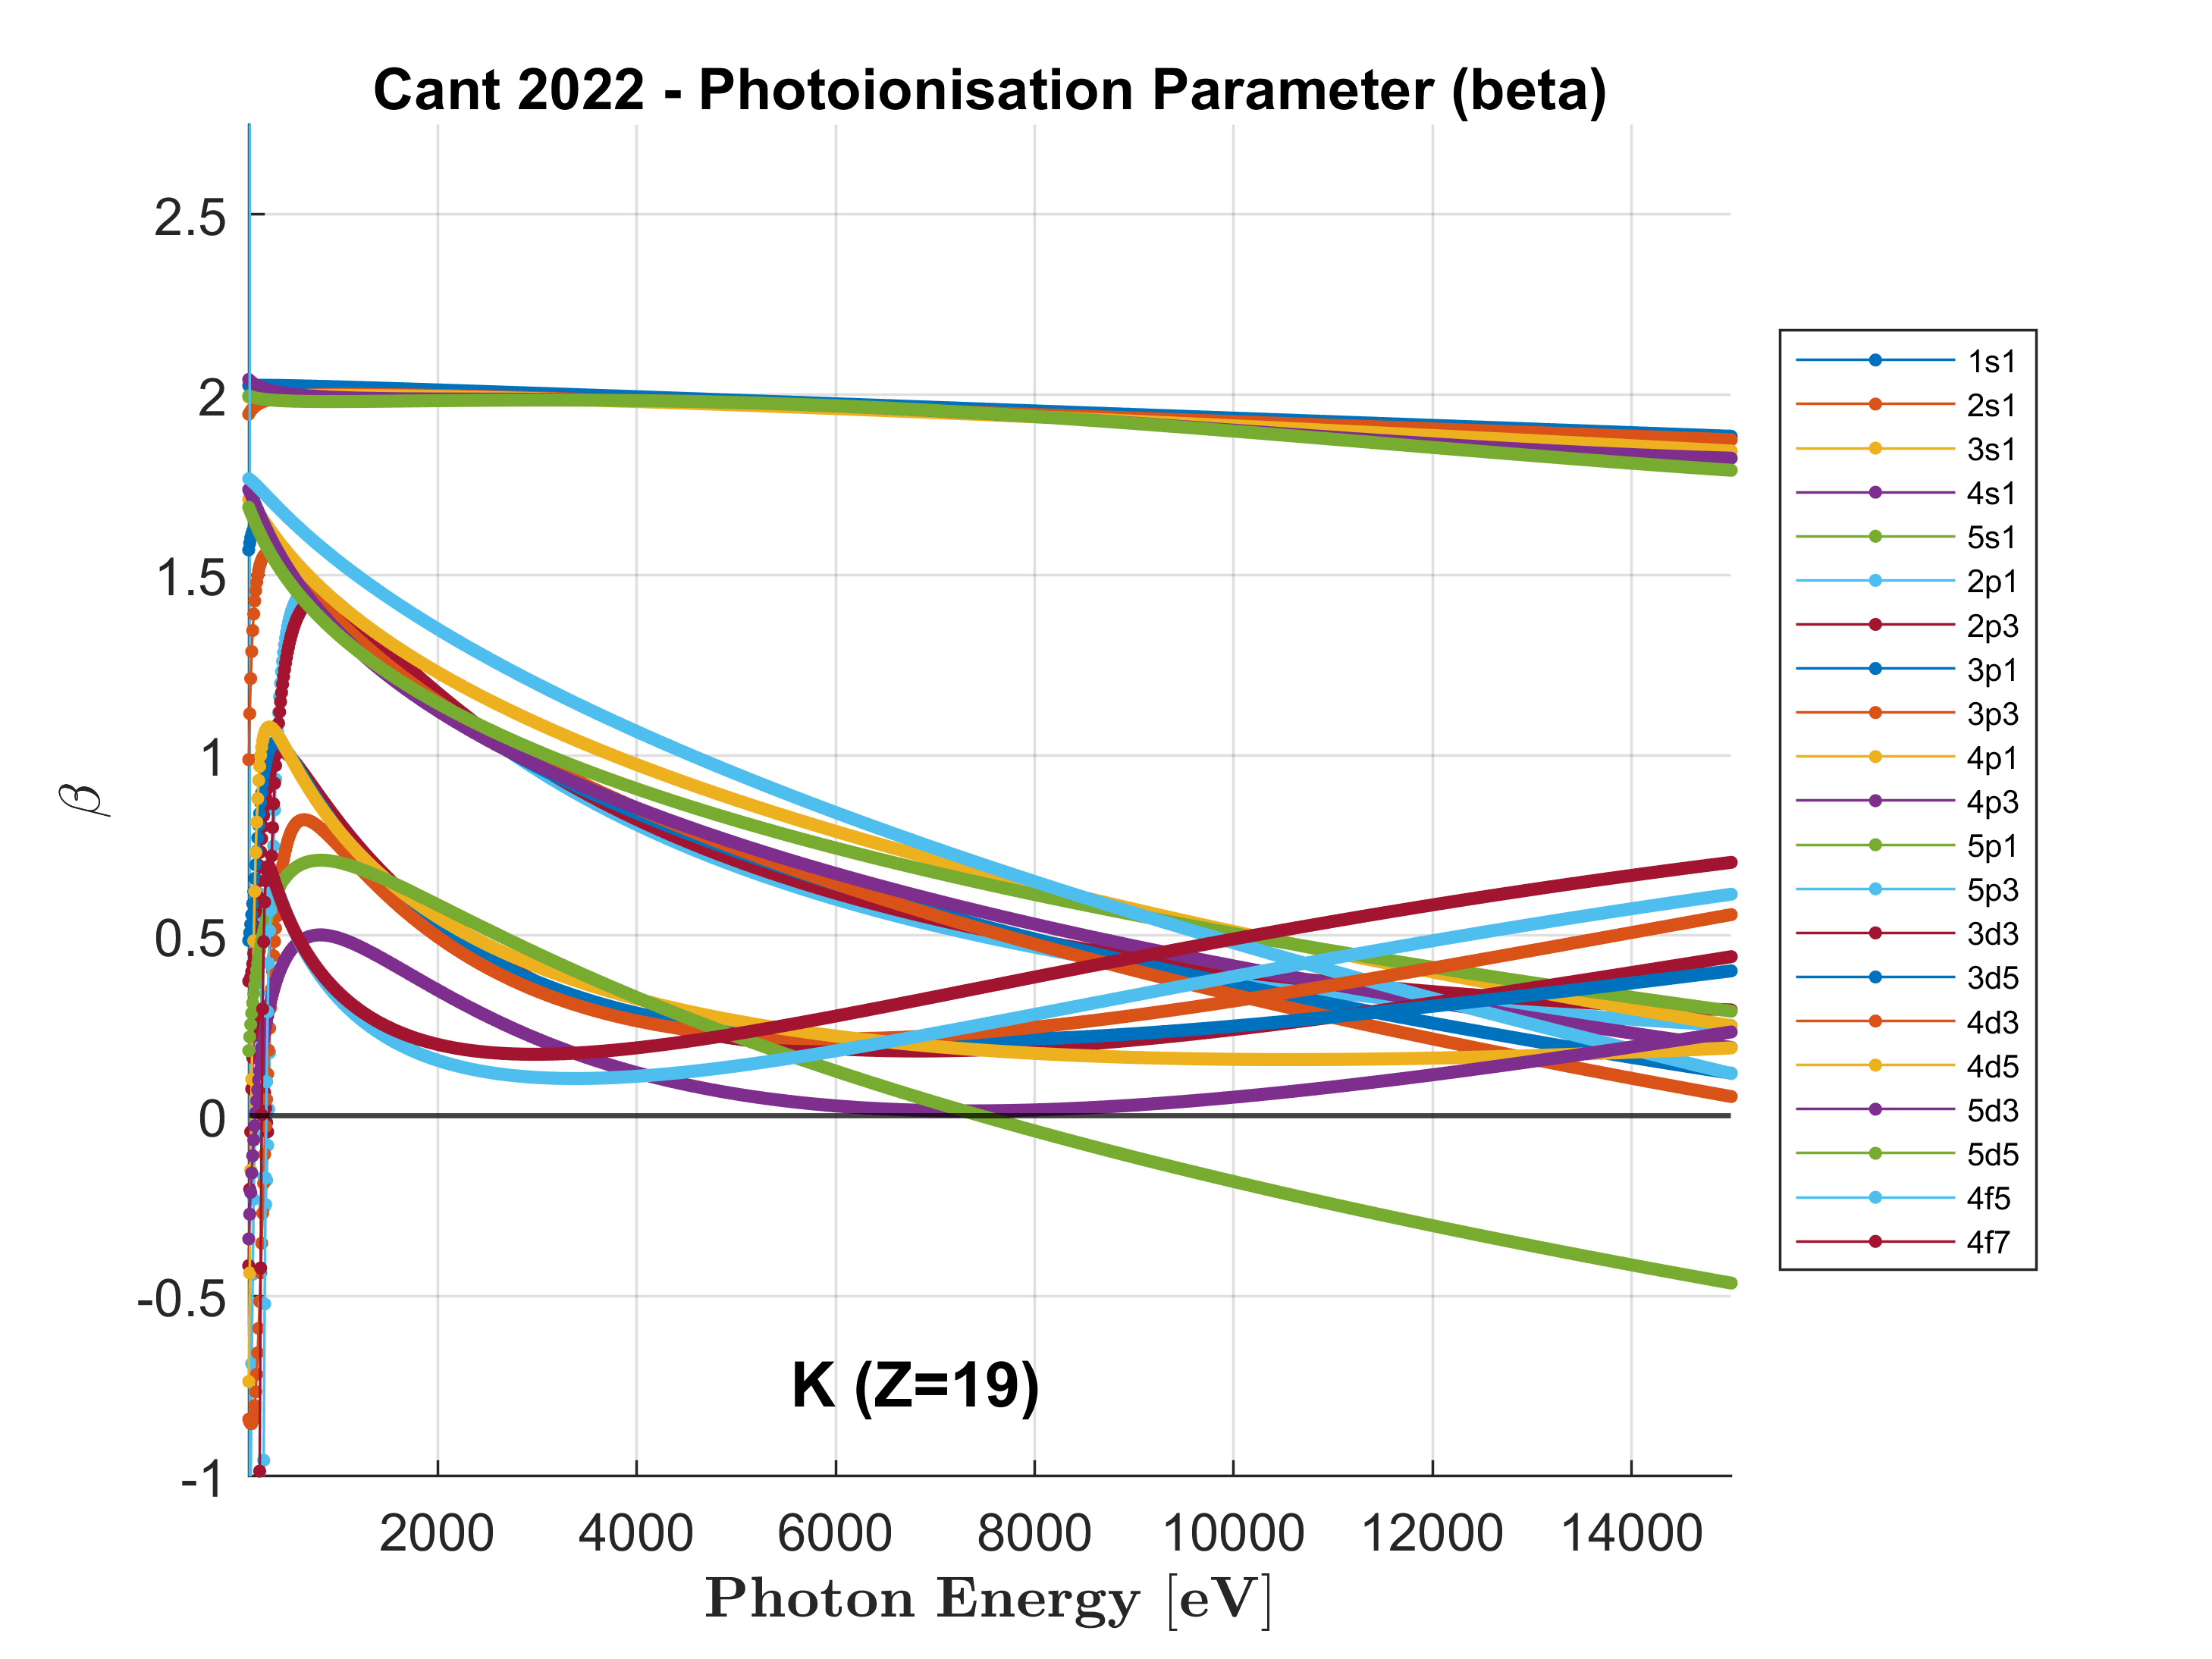 Cant 2022 - Photoionisation Parameter (beta)
2.5
2
1.5
1
0.5
0
-0.5
-1
β
2000 4000 6000 8000 10000 12000 14000
Photon Energy [eV]
K (Z=19)
1s1
2s1
3s1
4s1
5s1
2p1
2p3
3p1
3p3
4p1
4p3
5p1
5p3
3d3
3d5
4d3
4d5
5d3
5d5
4f5
4f7